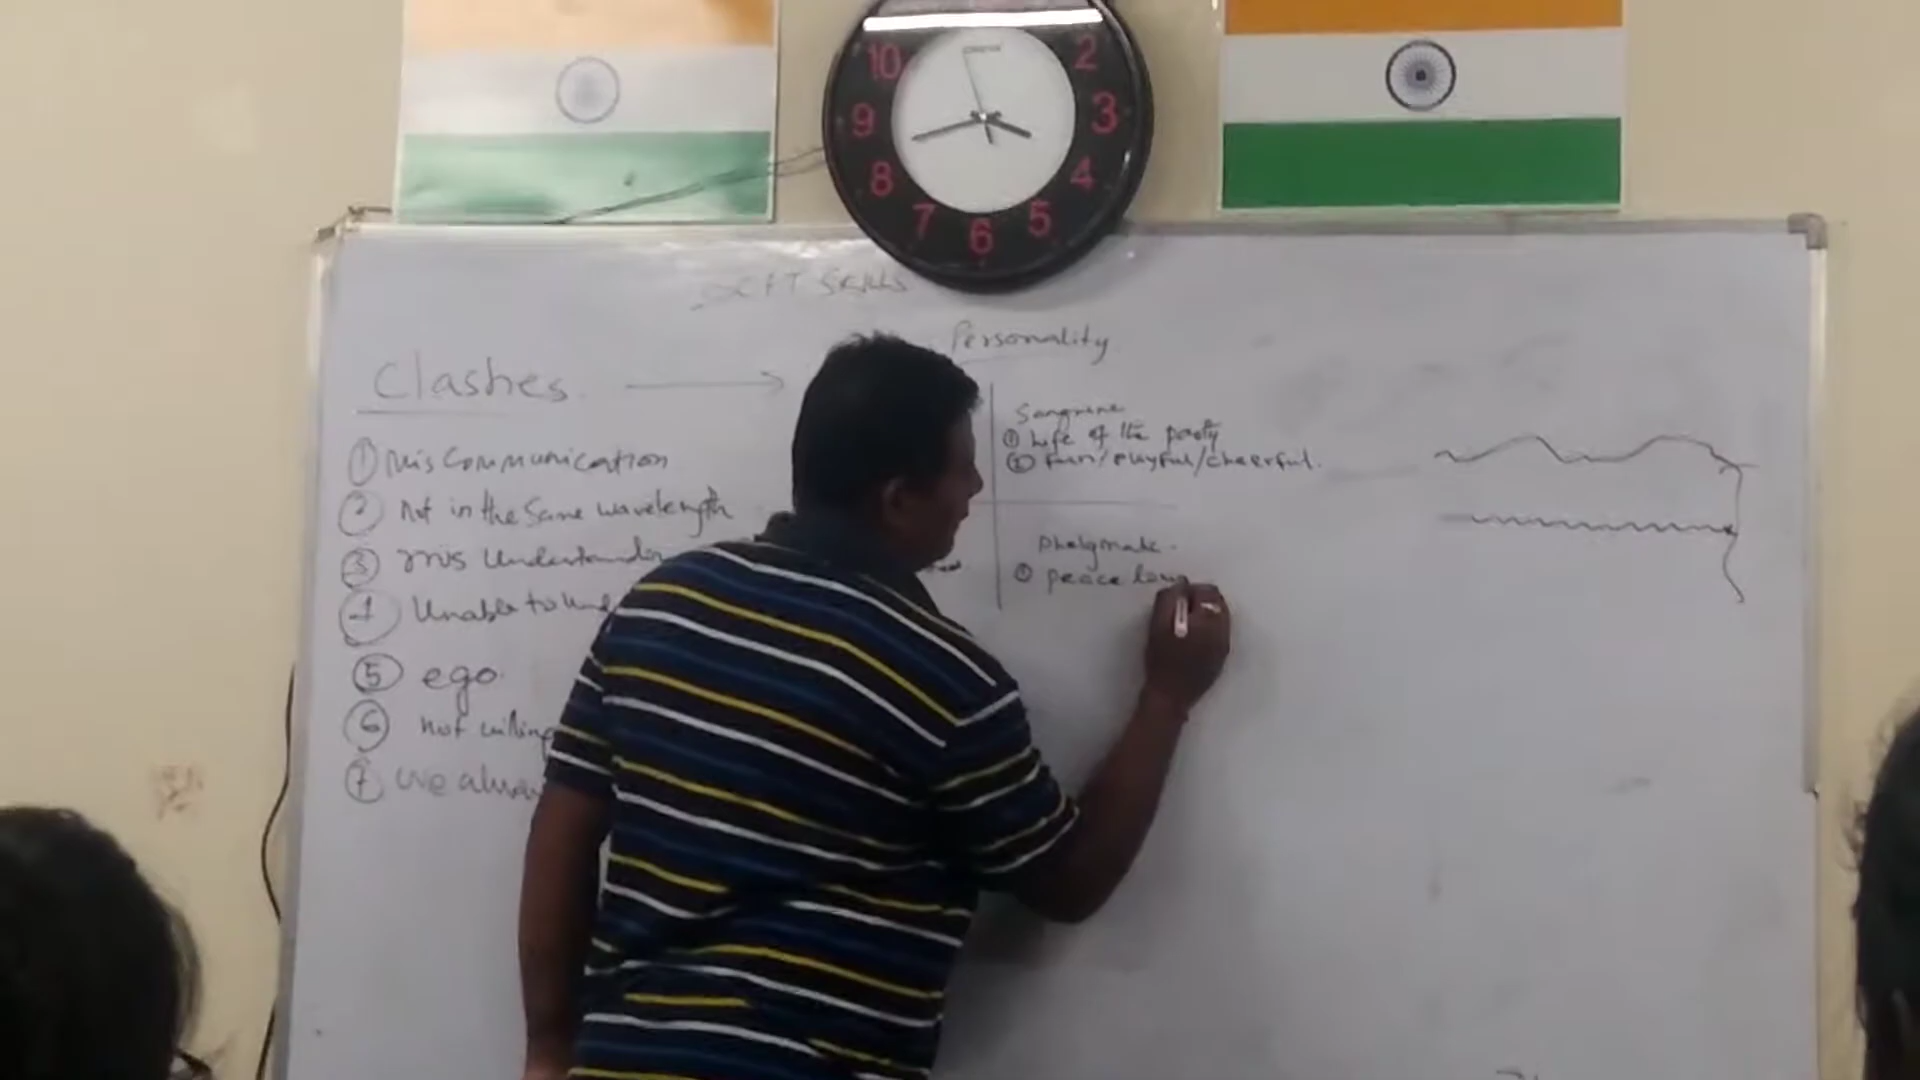 10
2
9
3
8
4
7
6
5
SOFT SKILLS
Personality
Clashes
① mis communication
② not in the same wavelength
③ mis
④ Unable to
⑤ ego
⑥ not willing
⑦ we
Sanguine
① Life of the party
② Fun/Playful/cheerful.
Phelgmatic
① peace